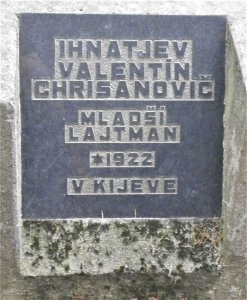 IHNATJEV
VALENTÍN
CHRISANOVIČ
MLADŠÍ
LAJTMAN
*1922
V KIJEVE